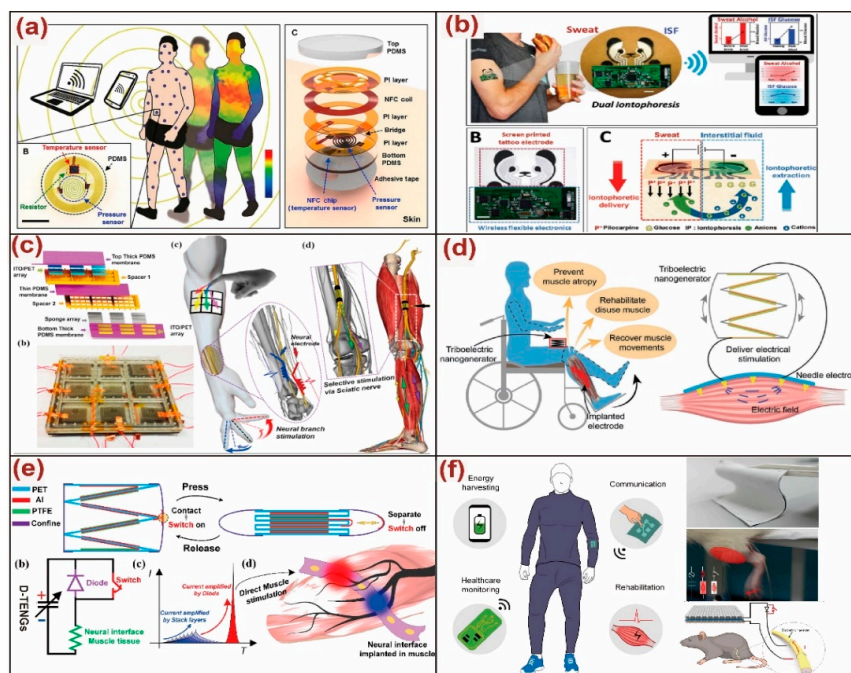 (a)
C
Top
PDMS
PI layer
NFC coil
PI layer
Bridge
PI layer
Bottom
PDMS
Adhesive tape
NFC chip
(temperature sensor)
Pressure
sensor
Skin
B
Temperature sensor
PDMS
Resistor
Pressure
sensor
(b)
Sweat
ISF
Dual Iontophoresis
Sweat Alcohol
ISF Glucose
Sweat Alcohol
ISF Glucose
B
Screen printed
tattoo electrode
Wireless flexible electronics
C
Sweat
Interstitial fluid
+
-
Iontophoretic
delivery
Iontophoretic
extraction
P+ Pilocarpine
Glucose
IP : Iontophoresis
Anions
Cations
(c)
Top Thick PDMS
membrane
ITO/PET
array
Spacer 1
Thin PDMS
membrane
Spacer 2
Sponge array
Bottom Thick
PDMS membrane
ITO/PET
array
(b)
(c)
(d)
Neural
electrode
Neural branch
stimulation
Selective stimulation
via Sciatic nerve
(d)
Prevent
muscle atropy
Rehabilitate
disuse muscle
Recover muscle
movements
Triboelectric
nanogenerator
Implanted
electrode
Triboelectric
nanogenerator
Deliver electrical
stimulation
Needle electro
Electric field
(e)
PET
Al
PTFE
Confine
Contact
Switch on
Press
Release
Separate
Switch off
(b)
Diode
Switch
D-TENGs
Neural interface
Muscle tissue
(c)
I
Current
amplified by
Diode
Current amplified
by Stack layers
T
(d)
Direct Muscle
stimulation
Neural interface
implanted in muscle
(f)
Energy
harvesting
Communication
Healthcare
monitoring
Rehabilitation